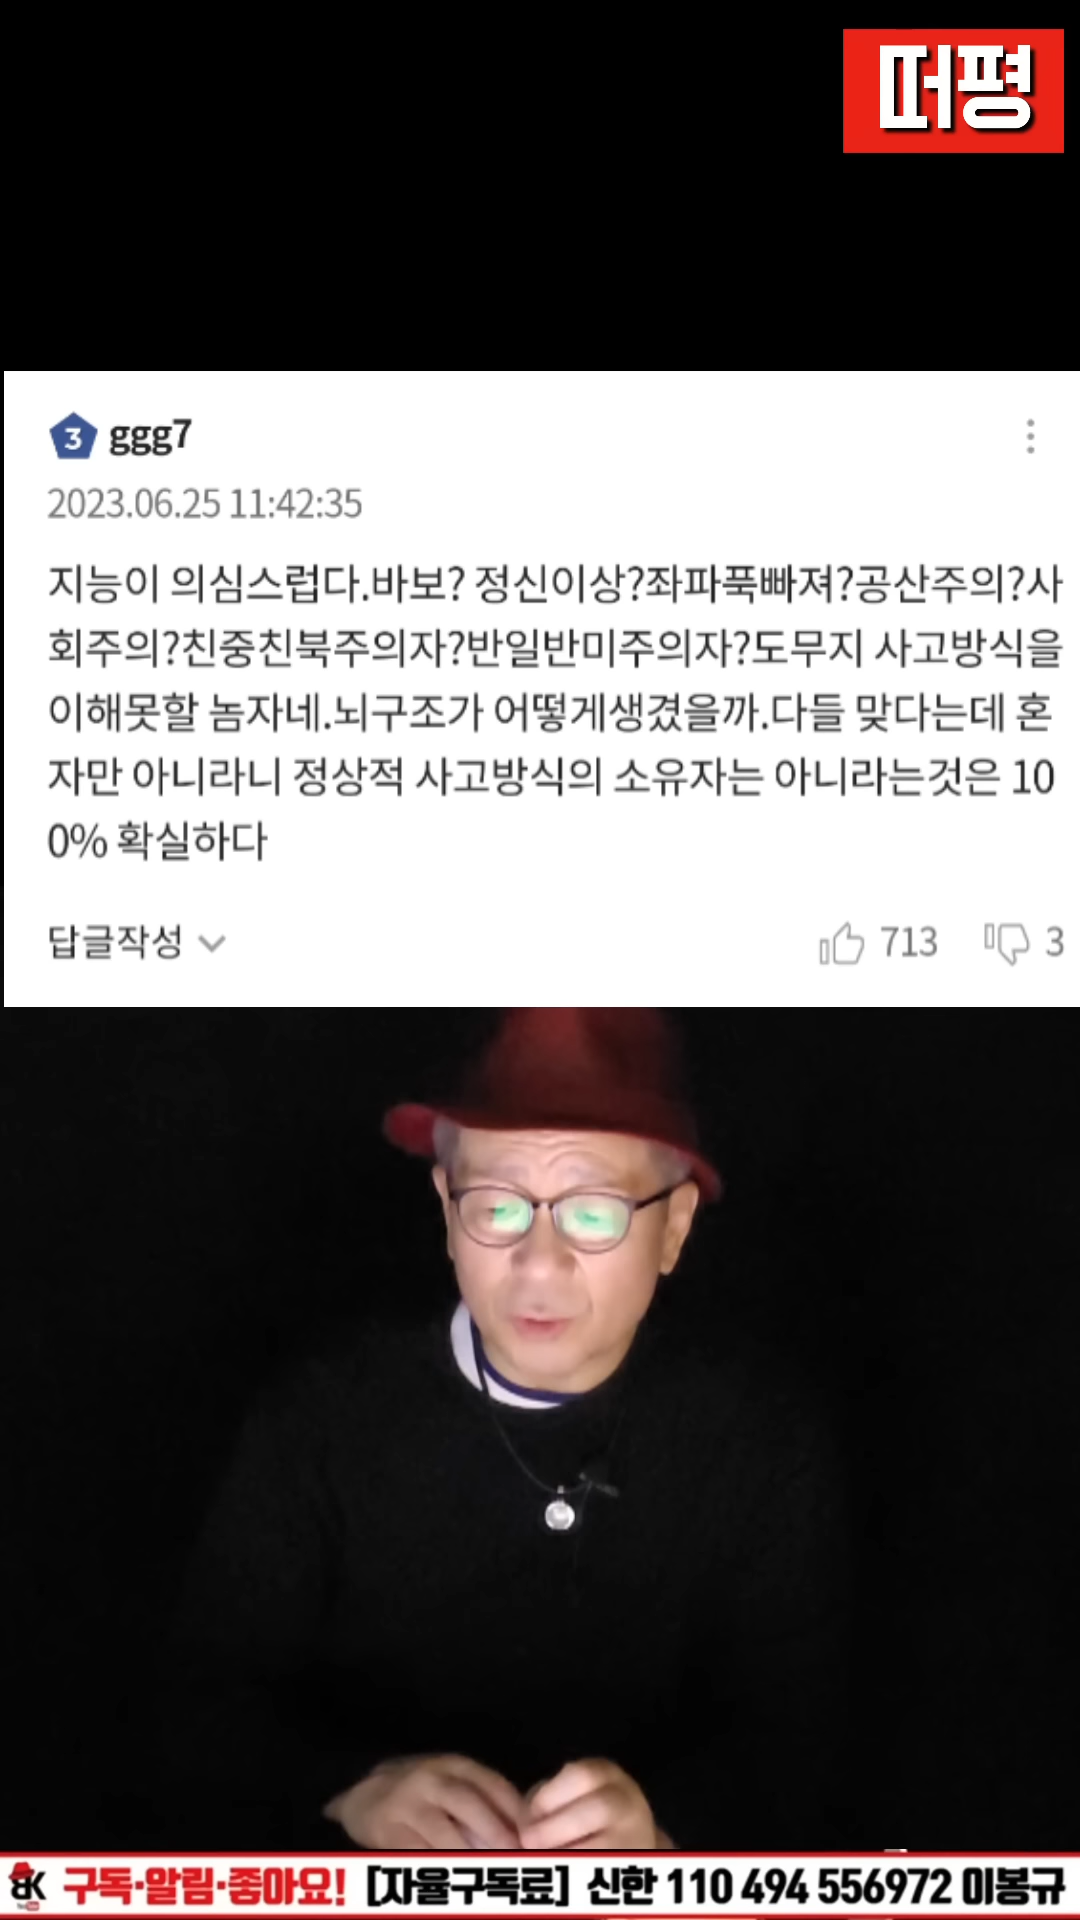 떠평
3 ggg7
2023.06.25 11:42:35
지능이 의심스럽다.바보? 정신이상?좌파푹빠져?공산주의?사
회주의?친중친북주의자?반일반미주의자?도무지 사고방식을
이해못할 놈자네.뇌구조가 어떻게생겼을까.다들 맞다는데 혼
자만 아니라니 정상적 사고방식의 소유자는 아니라는것은 10
0% 확실하다
답글작성
713 3
BK 구독·알림·좋아요! [자율구독료] 신한 110 494 556972 이봉규